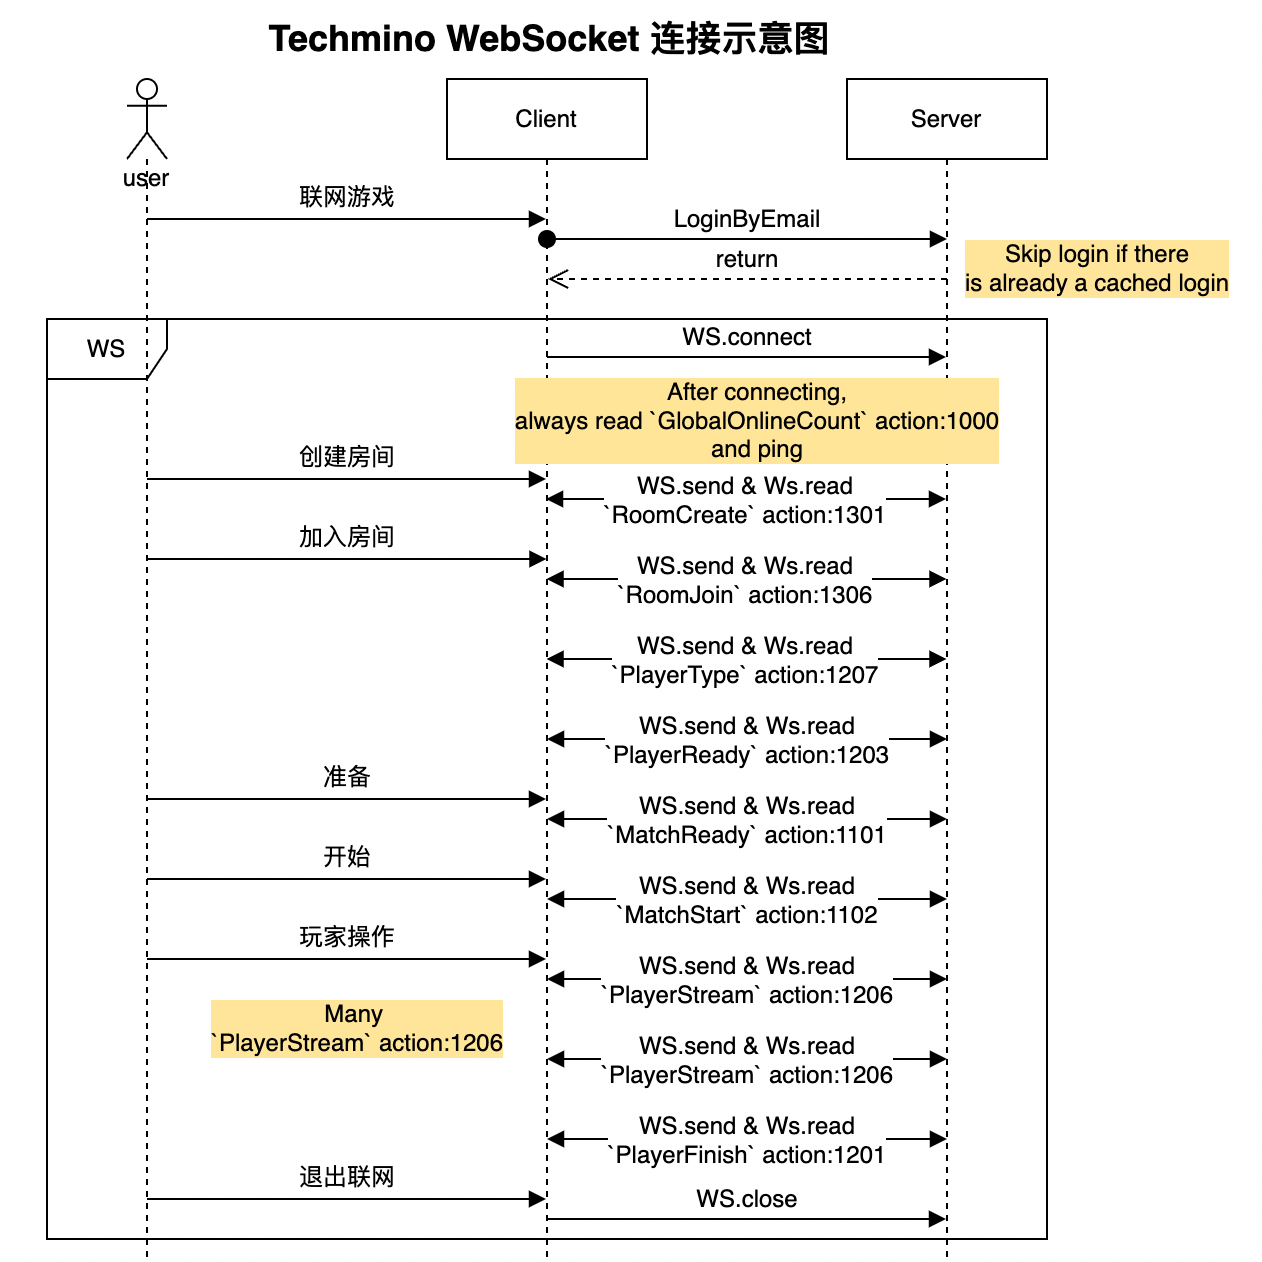 Techmino WebSocket 连接示意图
Client
Server
user
联网游戏
LoginByEmail
return
Skip login if there
is already a cached login
WS
WS.connect
After connecting,
always read `GlobalOnlineCount` action:1000
and ping
创建房间
WS.send & Ws.read
`RoomCreate` action:1301
加入房间
WS.send & Ws.read
`RoomJoin` action:1306
WS.send & Ws.read
`PlayerType` action:1207
WS.send & Ws.read
`PlayerReady` action:1203
准备
WS.send & Ws.read
`MatchReady` action:1101
开始
WS.send & Ws.read
`MatchStart` action:1102
玩家操作
WS.send & Ws.read
`PlayerStream` action:1206
Many
`PlayerStream` action:1206
WS.send & Ws.read
`PlayerStream` action:1206
WS.send & Ws.read
`PlayerFinish` action:1201
退出联网
WS.close